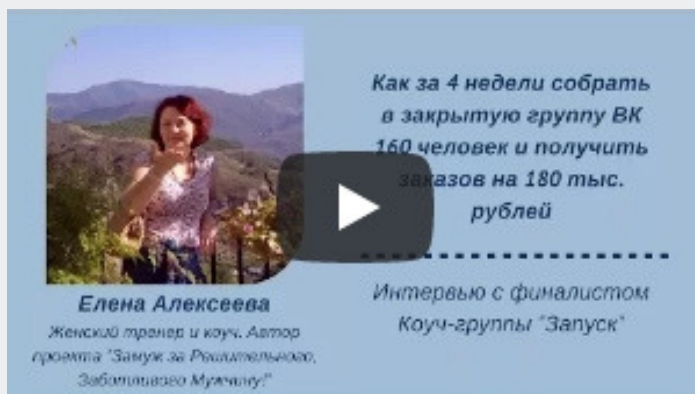 Как за 4 недели собрать
в закрытую группу ВК
160 человек и получить
заказов на 180 тыс.
рублей
Интервью с финалистом
Коуч-группы "Запуск"
Елена Алексеева
Женский тренер и коуч. Автор
проекта "Замуж за Решительного,
Заботливого Мужчину!"